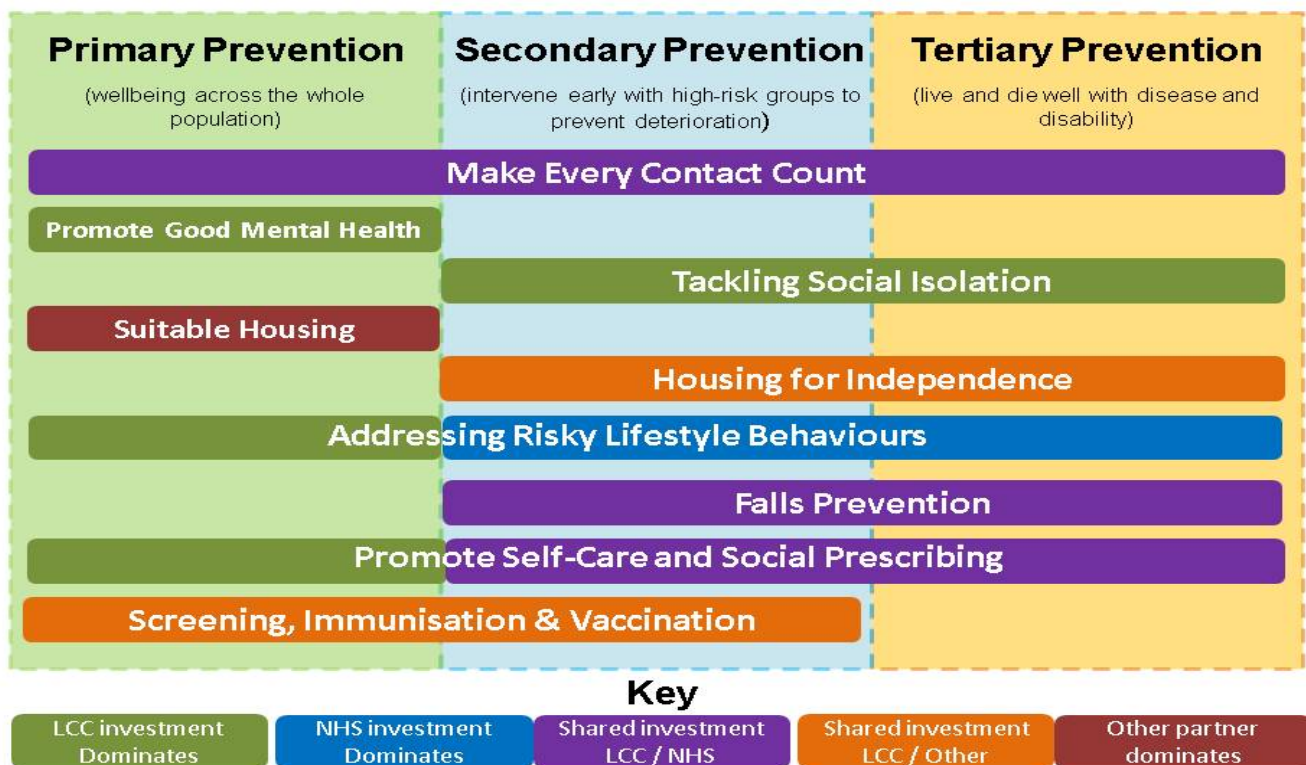 Primary Prevention
(wellbeing across the whole
population)
Secondary Prevention
(intervene early with high-risk groups to
prevent deterioration)
Tertiary Prevention
(live and die well with disease and
disability)
Make Every Contact Count
Promote Good Mental Health
Tackling Social Isolation
Suitable Housing
Housing for Independence
Addressing Risky Lifestyle Behaviours
Falls Prevention
Promote Self-Care and Social Prescribing
Screening, Immunisation & Vaccination
Key
LCC investment
Dominates
NHS investment
Dominates
Shared investment
LCC / NHS
Shared investment
LCC / Other
Other partner
dominates